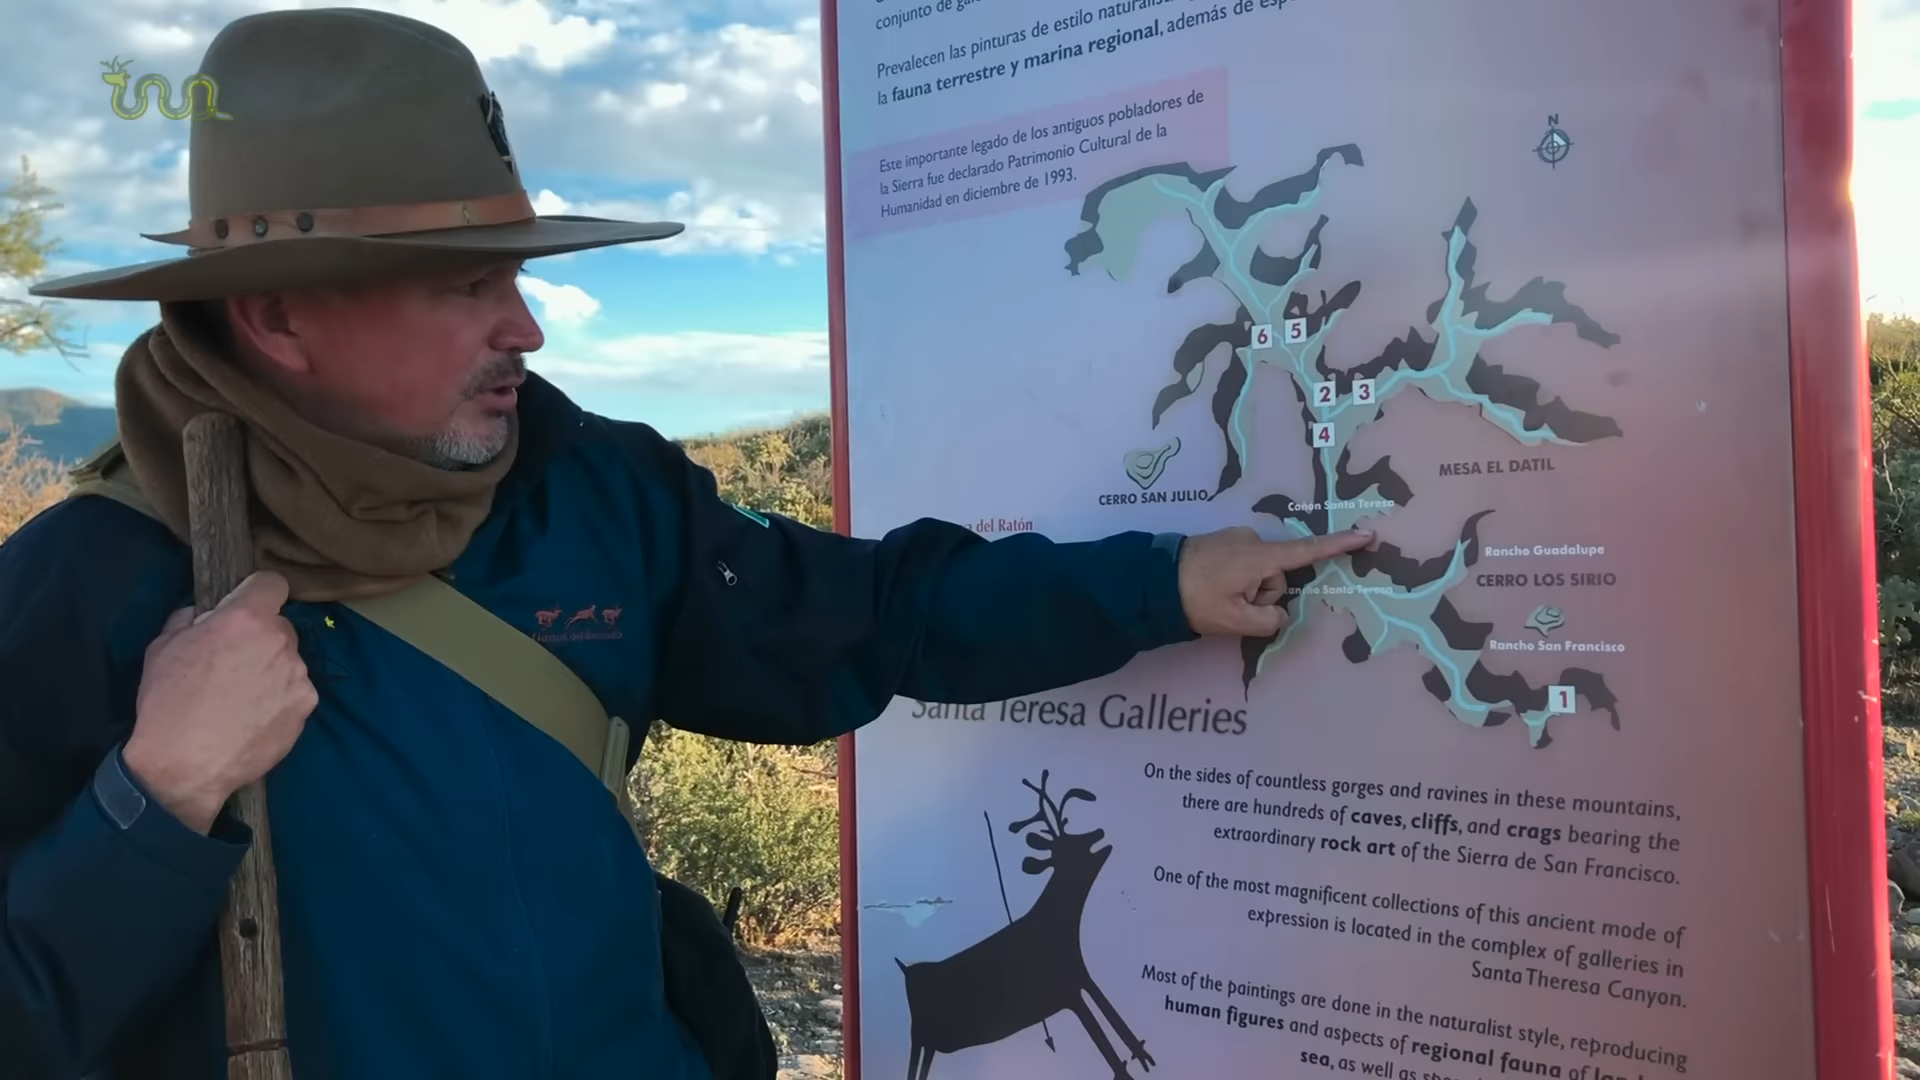 conjunto de
Prevalecen las pinturas de estilo
la fauna terrestre y marina regional, además de
Este importante legado de los antiguos pobladores de
la Sierra fue declarado Patrimonio Cultural de la
Humanidad en diciembre de 1993.
N
6 5
2 3
4
MESA EL DATIL
CERRO SAN JULIO
Cañón Santa Teresa
del Ratón
Rancho Guadalupe
CERRO LOS SIRIO
Rancho Santa Teresa
Rancho San Francisco
1
Santa Teresa Galleries
On the sides of countless gorges and ravines in these mountains,
there are hundreds of caves, cliffs, and crags bearing the
extraordinary rock art of the Sierra de San Francisco.
One of the most magnificent collections of this ancient mode of
expression is located in the complex of galleries in
Santa Theresa Canyon.
Most of the paintings are done in the naturalist style, reproducing
human figures and aspects of regional fauna of
sea, as well as